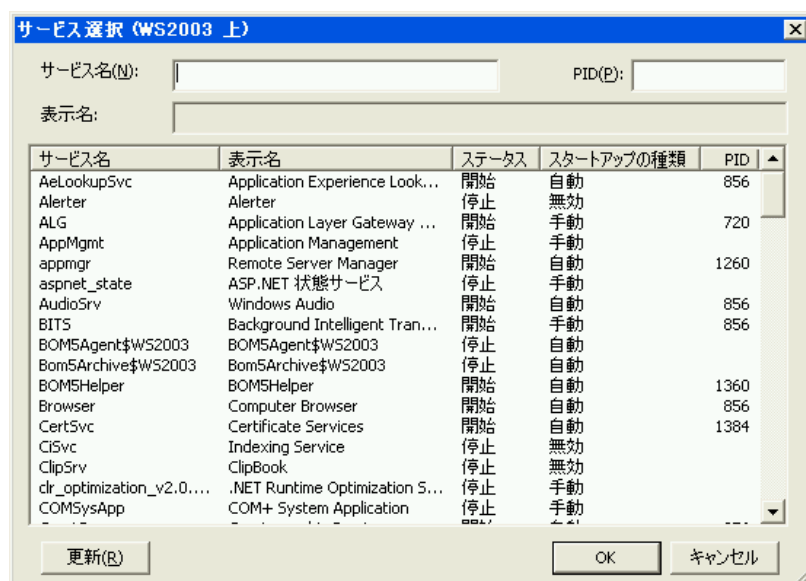 サービス選択 (WS2003 上)
サービス名(N):
PID(P):
表示名:
サービス名 表示名 ステータス スタートアップの種類 PID
AeLookupSvc Application Experience Look... 開始 自動 856
Alerter Alerter 停止 無効
ALG Application Layer Gateway ... 開始 手動 720
AppMgmt Application Management 停止 手動
appmgr Remote Server Manager 開始 自動 1260
aspnet_state ASP.NET 状態サービス 停止 手動
AudioSrv Windows Audio 開始 自動 856
BITS Background Intelligent Tran... 開始 手動 856
BOM5Agent$WS2003 BOM5Agent$WS2003 停止 自動
Bom5Archive$WS2003 Bom5Archive$WS2003 停止 自動
BOM5Helper BOM5Helper 開始 自動 1360
Browser Computer Browser 開始 自動 856
CertSvc Certificate Services 開始 自動 1384
CiSvc Indexing Service 停止 無効
ClipSrv ClipBook 停止 無効
clr_optimization_v2.0.... .NET Runtime Optimization S... 停止 手動
COMSysApp COM+ System Application 停止 手動
更新(R)
OK
キャンセル